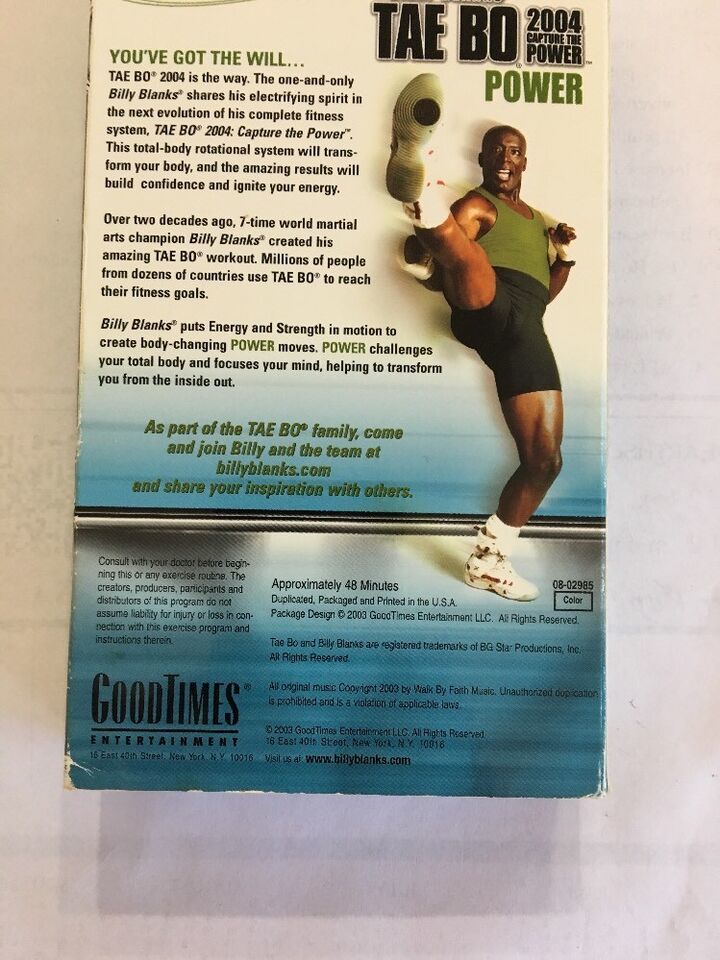 TAE BO® 2004
CAPTURE THE
POWER™
POWER
YOU'VE GOT THE WILL...
TAE BO® 2004 is the way. The one-and-only
Billy Blanks® shares his electrifying spirit in
the next evolution of his complete fitness
system, TAE BO® 2004: Capture the Power™.
This total-body rotational system will trans-
form your body, and the amazing results will
build confidence and ignite your energy.
Over two decades ago, 7-time world martial
arts champion Billy Blanks® created his
amazing TAE BO® workout. Millions of people
from dozens of countries use TAE BO® to reach
their fitness goals.
Billy Blanks® puts Energy and Strength in motion to
create body-changing POWER moves. POWER challenges
your total body and focuses your mind, helping to transform
you from the inside out.
As part of the TAE BO® family, come
and join Billy and the team at
billyblanks.com
and share your inspiration with others.
Consult with your doctor before begin-
ning this or any exercise routine. The
creators, producers, participants and
distributors of this program do not
assume liability for injury or loss in con-
nection with this exercise program and
instructions therein.
Approximately 48 Minutes
Duplicated, Packaged and Printed in the U.S.A.
Package Design © 2003 GoodTimes Entertainment LLC. All Rights Reserved.
08-02985
Color
Tae Bo and Billy Blanks are registered trademarks of BG Star Productions, Inc.
All Rights Reserved.
All original music Copyright 2003 by Walk By Faith Music. Unauthorized duplication
is prohibited and is a violation of applicable laws.
© 2003 GoodTimes Entertainment LLC. All Rights Reserved.
16 East 40th Street, New York, N.Y. 10016
Visit us at www.billyblanks.com
GOODTIMES®
ENTERTAINMENT
16 East 40th Street, New York, N.Y. 10016